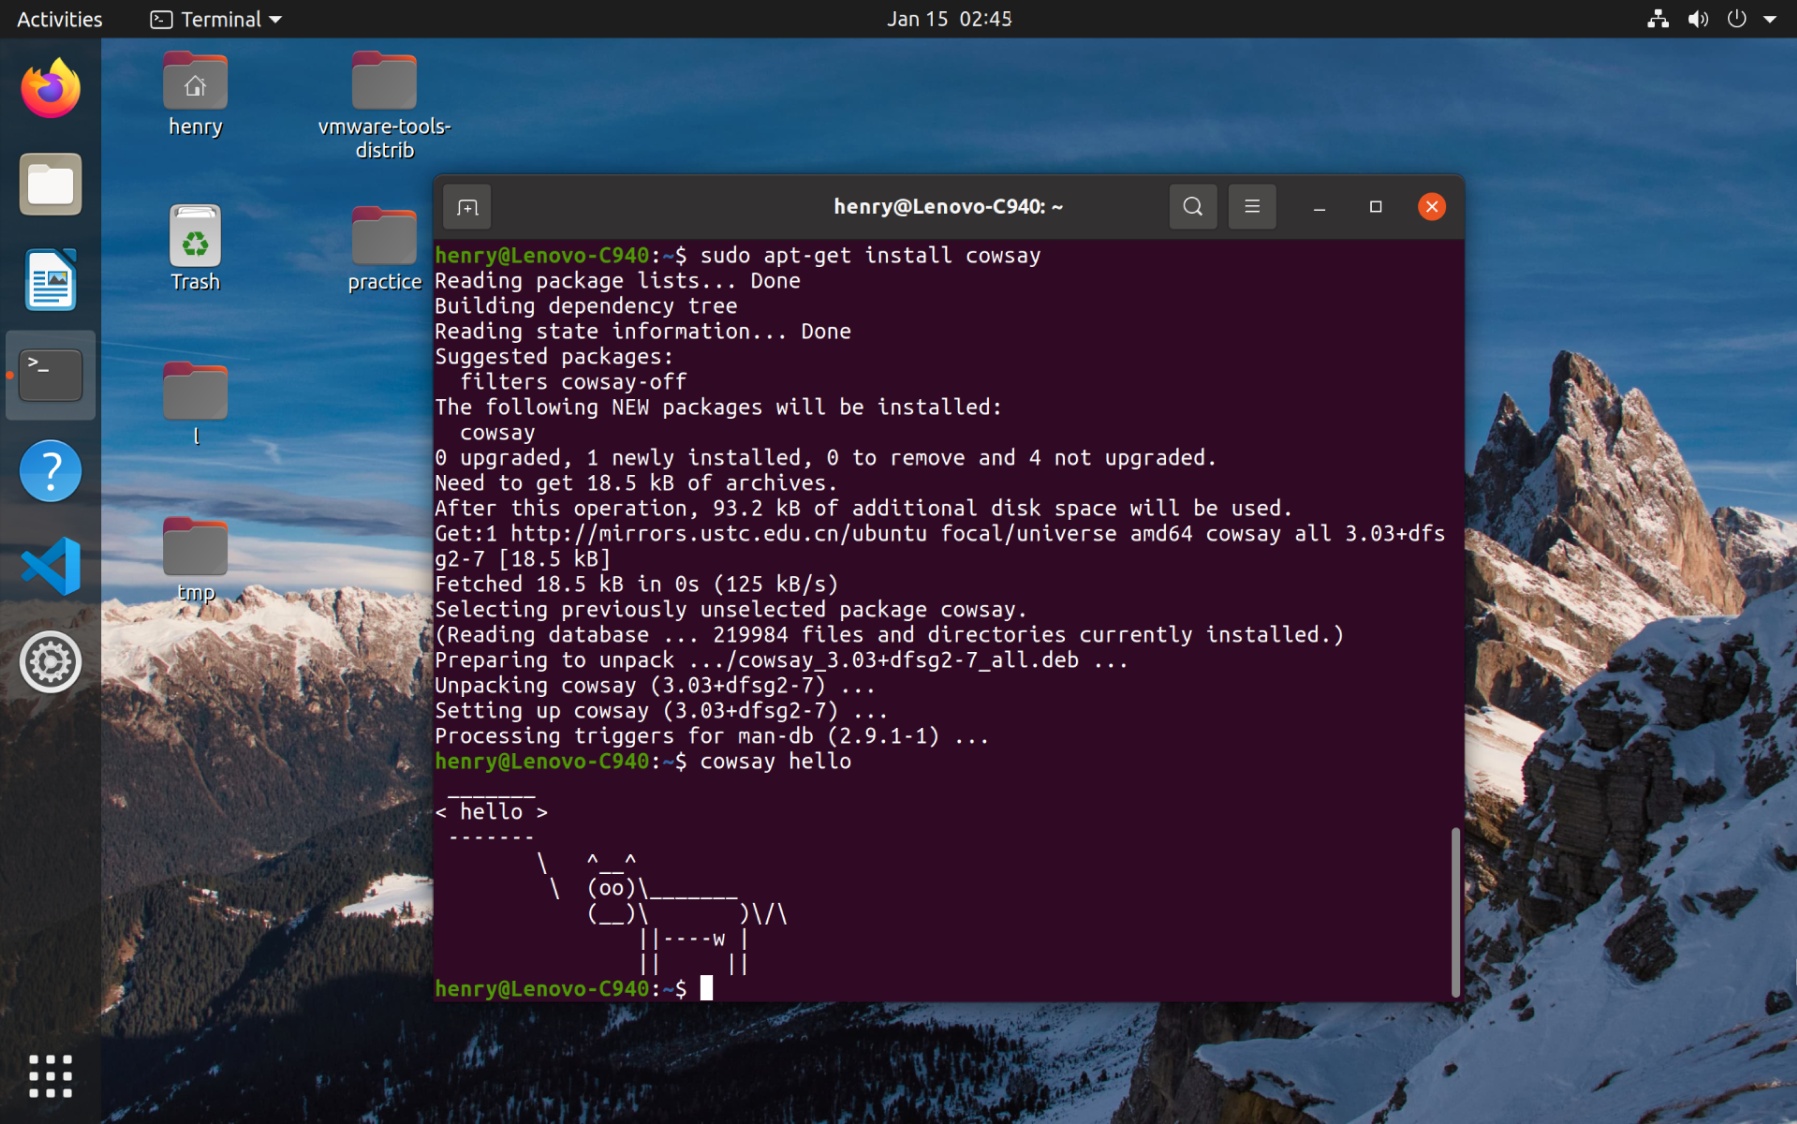 Activities
Terminal
Jan 15 02:45
henry
vmware-tools-
distrib
Trash
practice
l
tmp
henry@Lenovo-C940: ~
henry@Lenovo-C940:~$ sudo apt-get install cowsay
Reading package lists... Done
Building dependency tree
Reading state information... Done
Suggested packages:
  filters cowsay-off
The following NEW packages will be installed:
  cowsay
0 upgraded, 1 newly installed, 0 to remove and 4 not upgraded.
Need to get 18.5 kB of archives.
After this operation, 93.2 kB of additional disk space will be used.
Get:1 http://mirrors.ustc.edu.cn/ubuntu focal/universe amd64 cowsay all 3.03+dfs
g2-7 [18.5 kB]
Fetched 18.5 kB in 0s (125 kB/s)
Selecting previously unselected package cowsay.
(Reading database ... 219984 files and directories currently installed.)
Preparing to unpack .../cowsay_3.03+dfsg2-7_all.deb ...
Unpacking cowsay (3.03+dfsg2-7) ...
Setting up cowsay (3.03+dfsg2-7) ...
Processing triggers for man-db (2.9.1-1) ...
henry@Lenovo-C940:~$ cowsay hello
 _______
< hello >
 -------
        \   ^__^
         \  (oo)\_______
            (__)\       )\/\
                ||----w |
                ||     ||
henry@Lenovo-C940:~$